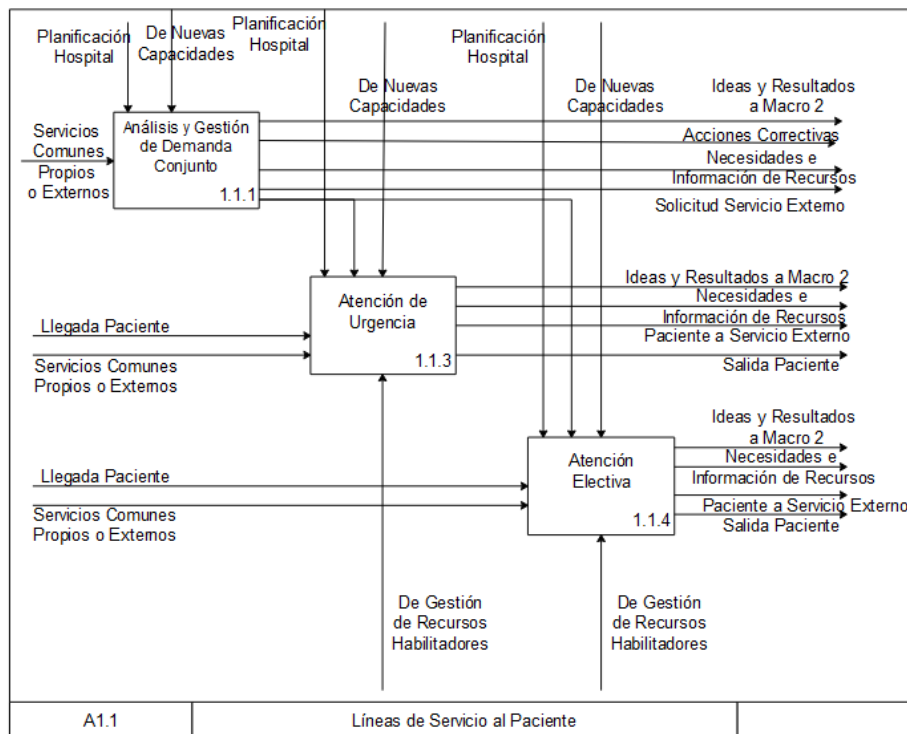 Planificación
Hospital
De Nuevas
Capacidades
Planificación
Hospital
De Nuevas
Capacidades
Planificación
Hospital
De Nuevas
Capacidades
Ideas y Resultados
a Macro 2
Acciones Correctivas
Necesidades e
Información de Recursos
Solicitud Servicio Externo
Servicios
Comunes
Propios
o Externos
Análisis y Gestión
de Demanda
Conjunto
1.1.1
Atención de
Urgencia
1.1.3
Ideas y Resultados a Macro 2
Necesidades e
Información de Recursos
Paciente a Servicio Externo
Salida Paciente
Llegada Paciente
Servicios Comunes
Propios o Externos
Atención
Electiva
1.1.4
Ideas y Resultados
a Macro 2
Necesidades e
Información de Recursos
Paciente a Servicio Externo
Salida Paciente
Llegada Paciente
Servicios Comunes
Propios o Externos
De Gestión
de Recursos
Habilitadores
De Gestión
de Recursos
Habilitadores
A1.1
Líneas de Servicio al Paciente